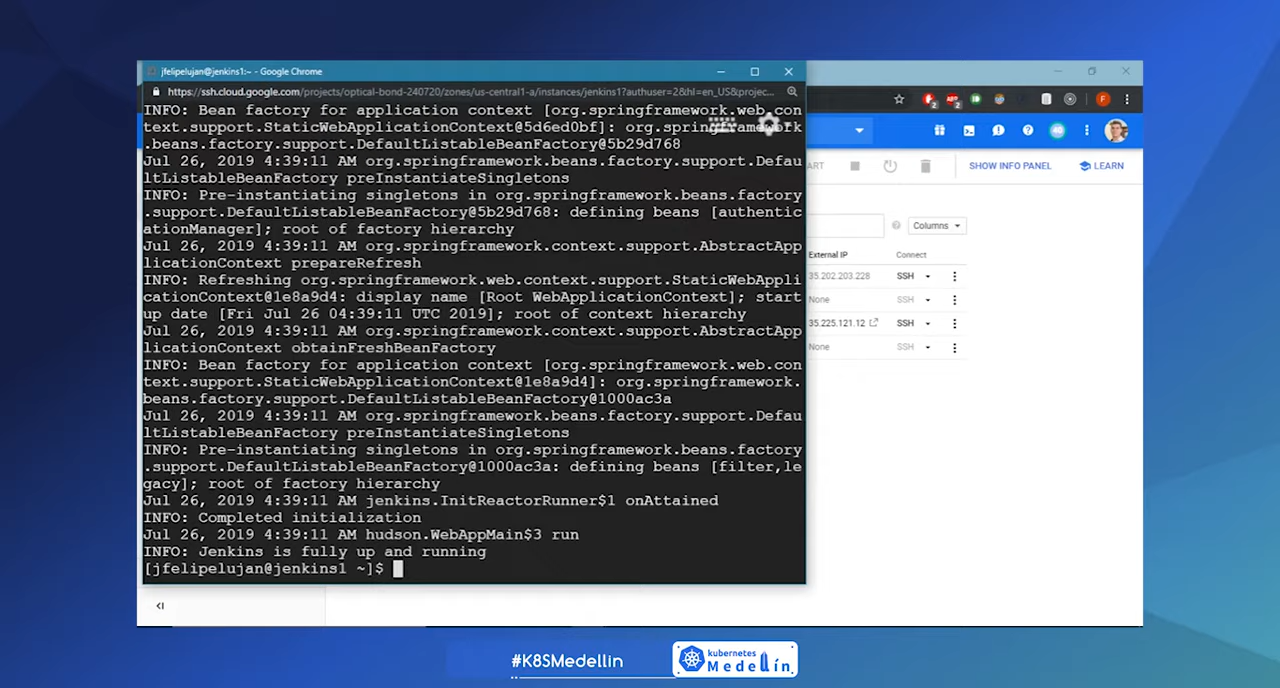 jfelipelujan@jenkins1:~ - Google Chrome
https://ssh.cloud.google.com/projects/optical-bond-240720/zones/us-central1-a/instances/jenkins1?authuser=2&hl=en_US&projec...
INFO: Bean factory for application context [org.springframework.web.con
text.support.StaticWebApplicationContext@5d6ed0bf]: org.springframework
.beans.factory.support.DefaultListableBeanFactory@5b29d768
Jul 26, 2019 4:39:11 AM org.springframework.beans.factory.support.Defau
ltListableBeanFactory preInstantiateSingletons
INFO: Pre-instantiating singletons in org.springframework.beans.factory
.support.DefaultListableBeanFactory@5b29d768: defining beans [authentic
ationManager]; root of factory hierarchy
Jul 26, 2019 4:39:11 AM org.springframework.context.support.AbstractApp
licationContext prepareRefresh
INFO: Refreshing org.springframework.web.context.support.StaticWebAppli
cationContext@1e8a9d4: display name [Root WebApplicationContext]; start
up date [Fri Jul 26 04:39:11 UTC 2019]; root of context hierarchy
Jul 26, 2019 4:39:11 AM org.springframework.context.support.AbstractApp
licationContext obtainFreshBeanFactory
INFO: Bean factory for application context [org.springframework.web.con
text.support.StaticWebApplicationContext@1e8a9d4]: org.springframework.
beans.factory.support.DefaultListableBeanFactory@1000ac3a
Jul 26, 2019 4:39:11 AM org.springframework.beans.factory.support.Defau
ltListableBeanFactory preInstantiateSingletons
INFO: Pre-instantiating singletons in org.springframework.beans.factory
.support.DefaultListableBeanFactory@1000ac3a: defining beans [filter,le
gacy]; root of factory hierarchy
Jul 26, 2019 4:39:11 AM jenkins.InitReactorRunner$1 onAttained
INFO: Completed initialization
Jul 26, 2019 4:39:11 AM hudson.WebAppMain$3 run
INFO: Jenkins is fully up and running
[jfelipelujan@jenkins1 ~]$
SHOW INFO PANEL LEARN
Columns
External IP Connect
35.202.203.228 SSH
None SSH
35.225.121.12 SSH
None SSH
#K8SMedellin
kubernetes
Medellín